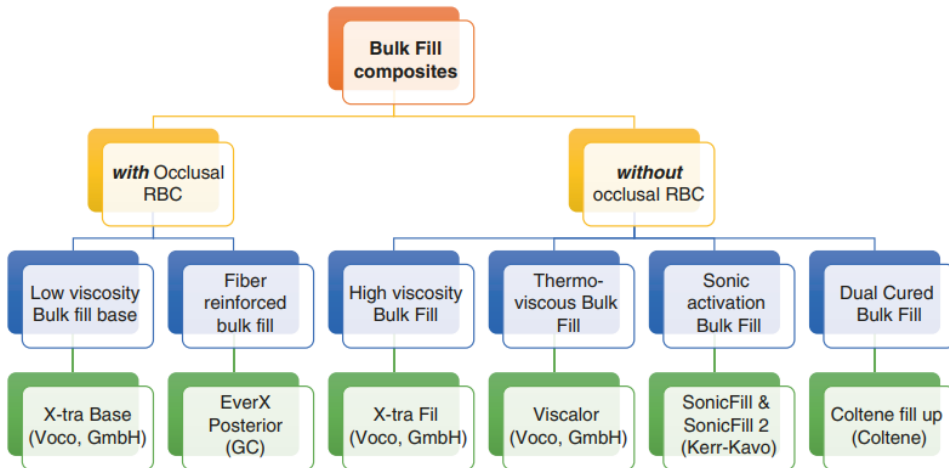 Bulk Fill
composites
with Occlusal
RBC
without
occlusal RBC
Low viscosity
Bulk fill base
Fiber
reinforced
bulk fill
High viscosity
Bulk Fill
Thermo-
viscous Bulk
Fill
Sonic
activation
Bulk Fill
Dual Cured
Bulk Fill
X-tra Base
(Voco, GmbH)
EverX
Posterior
(GC)
X-tra Fil
(Voco, GmbH)
Viscalor
(Voco, GmbH)
SonicFill &
SonicFill 2
(Kerr-Kavo)
Coltene fill up
(Coltene)